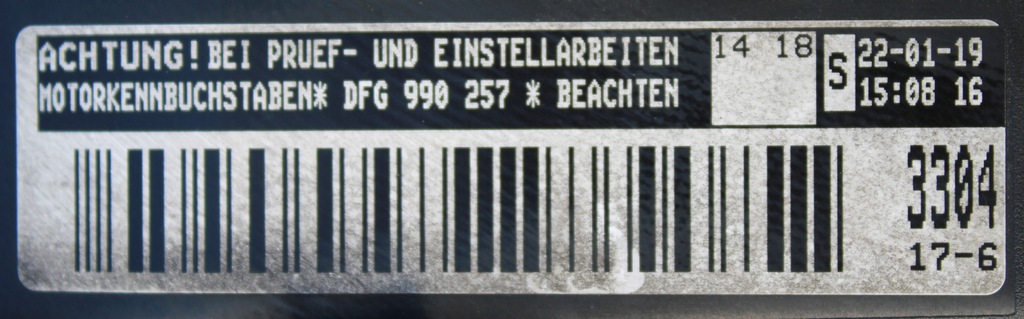 ACHTUNG! BEI PRUEF- UND EINSTELLARBEITEN
MOTORKENNBUCHSTABEN* DFG 990 257 * BEACHTEN
14 18
S
22-01-19
15:08 16
3304
17-6